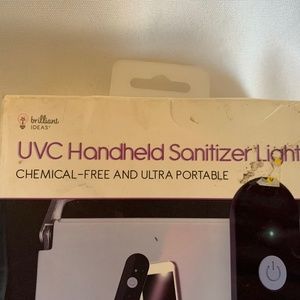 brilliant
IDEAS®
UVC Handheld Sanitizer Light
CHEMICAL-FREE AND ULTRA PORTABLE